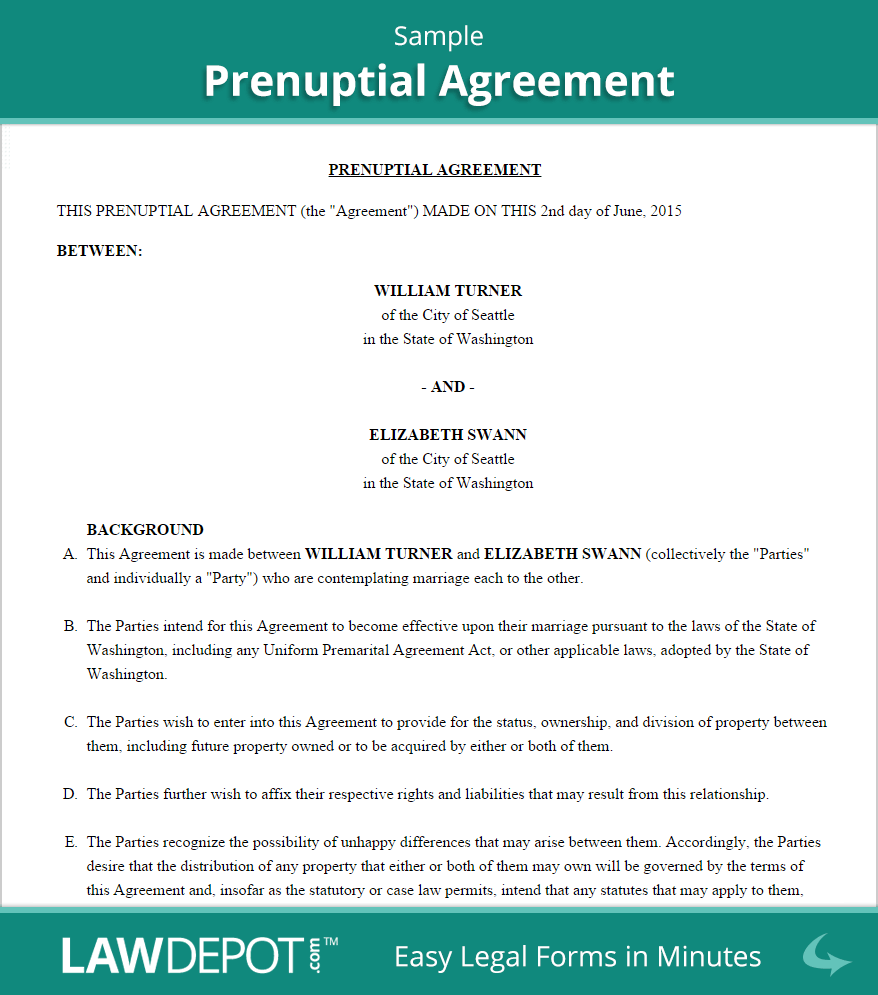 Sample
Prenuptial Agreement
PRENUPTIAL AGREEMENT
THIS PRENUPTIAL AGREEMENT (the "Agreement") MADE ON THIS 2nd day of June, 2015
BETWEEN:
WILLIAM TURNER
of the City of Seattle
in the State of Washington
- AND -
ELIZABETH SWANN
of the City of Seattle
in the State of Washington
BACKGROUND
A. This Agreement is made between WILLIAM TURNER and ELIZABETH SWANN (collectively the "Parties"
and individually a "Party") who are contemplating marriage each to the other.
B. The Parties intend for this Agreement to become effective upon their marriage pursuant to the laws of the State of
Washington, including any Uniform Premarital Agreement Act, or other applicable laws, adopted by the State of
Washington.
C. The Parties wish to enter into this Agreement to provide for the status, ownership, and division of property between
them, including future property owned or to be acquired by either or both of them.
D. The Parties further wish to affix their respective rights and liabilities that may result from this relationship.
E. The Parties recognize the possibility of unhappy differences that may arise between them. Accordingly, the Parties
desire that the distribution of any property that either or both of them may own will be governed by the terms of
this Agreement and, insofar as the statutory or case law permits, intend that any statutes that may apply to them,
LAWDEPOT.com™
Easy Legal Forms in Minutes